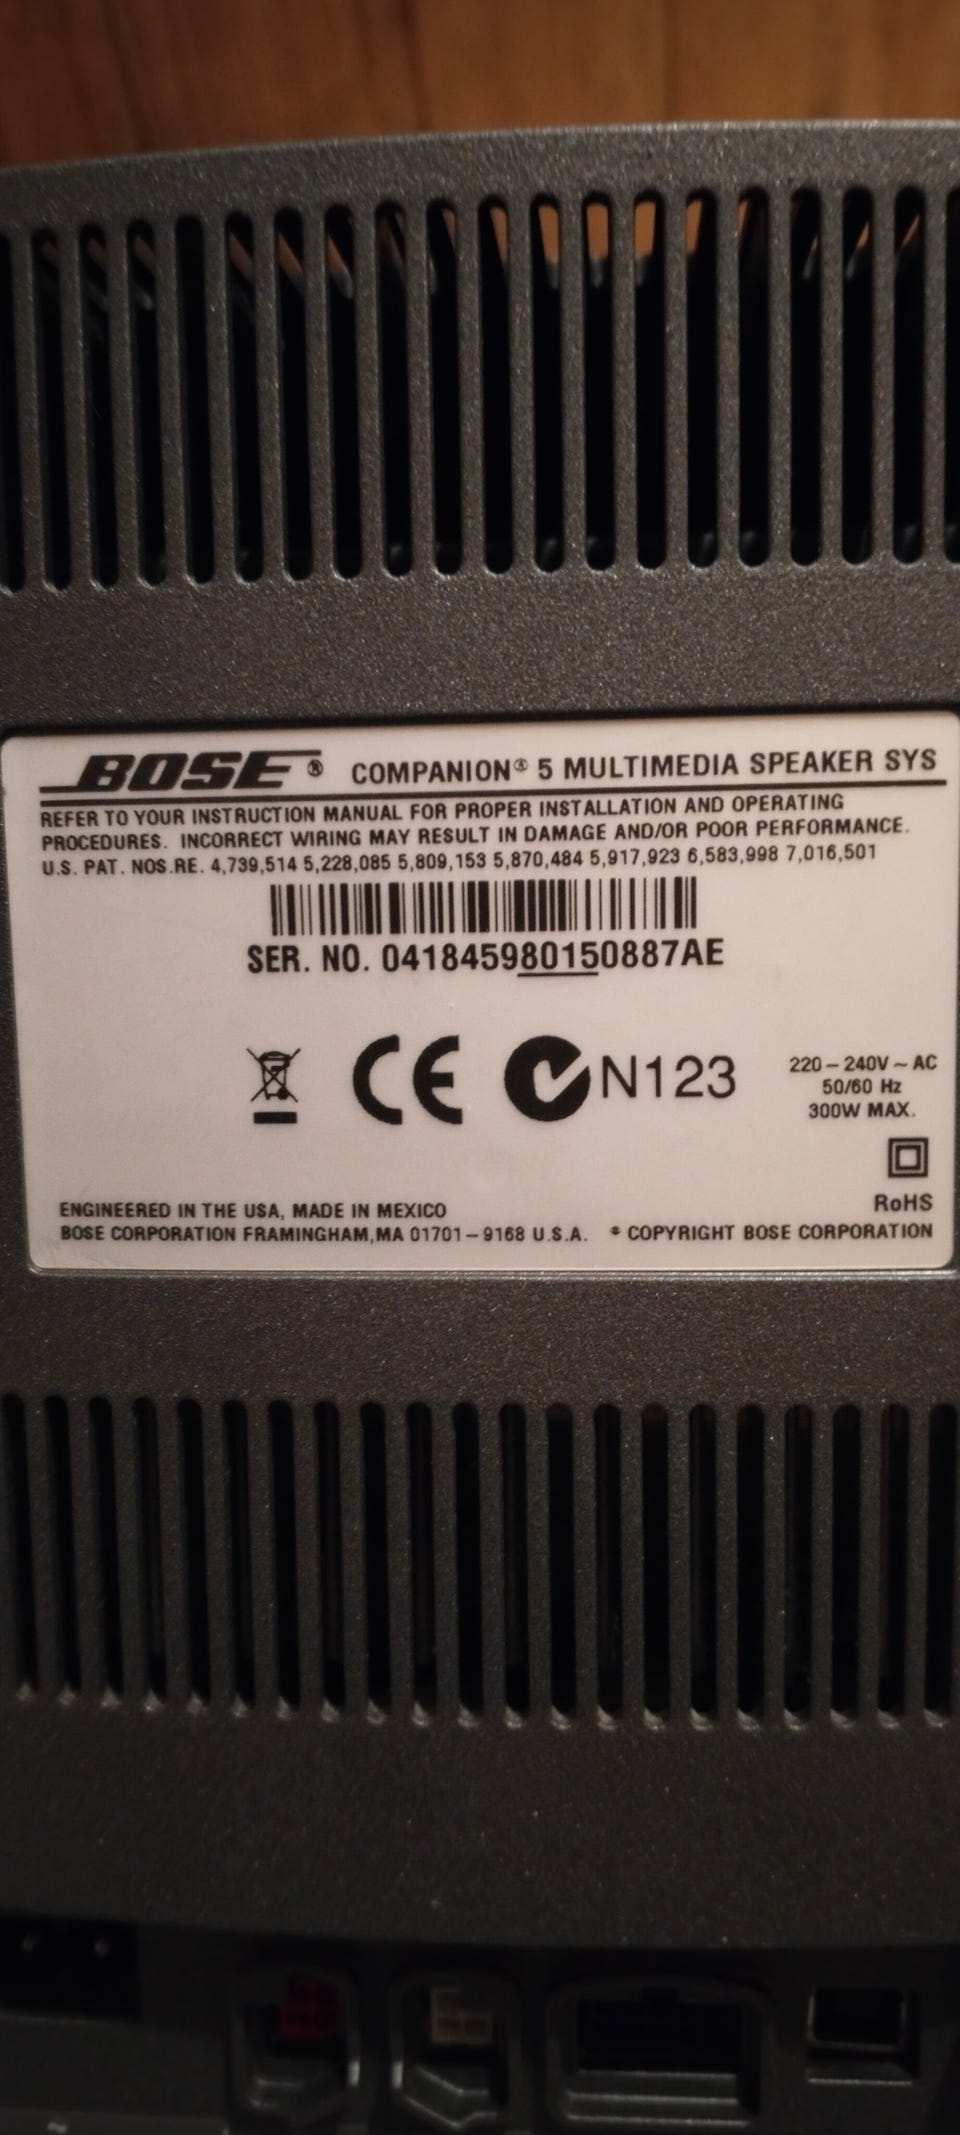 BOSE® COMPANION® 5 MULTIMEDIA SPEAKER SYS
REFER TO YOUR INSTRUCTION MANUAL FOR PROPER INSTALLATION AND OPERATING
PROCEDURES. INCORRECT WIRING MAY RESULT IN DAMAGE AND/OR POOR PERFORMANCE.
U.S. PAT. NOS.RE. 4,739,514 5,228,085 5,809,153 5,870,484 5,917,923 6,583,998 7,016,501
SER. NO. 041845980150887AE
CE N123
220 – 240V ~ AC
50/60 Hz
300W MAX.
RoHS
ENGINEERED IN THE USA, MADE IN MEXICO
BOSE CORPORATION FRAMINGHAM,MA 01701 – 9168 U.S.A. © COPYRIGHT BOSE CORPORATION